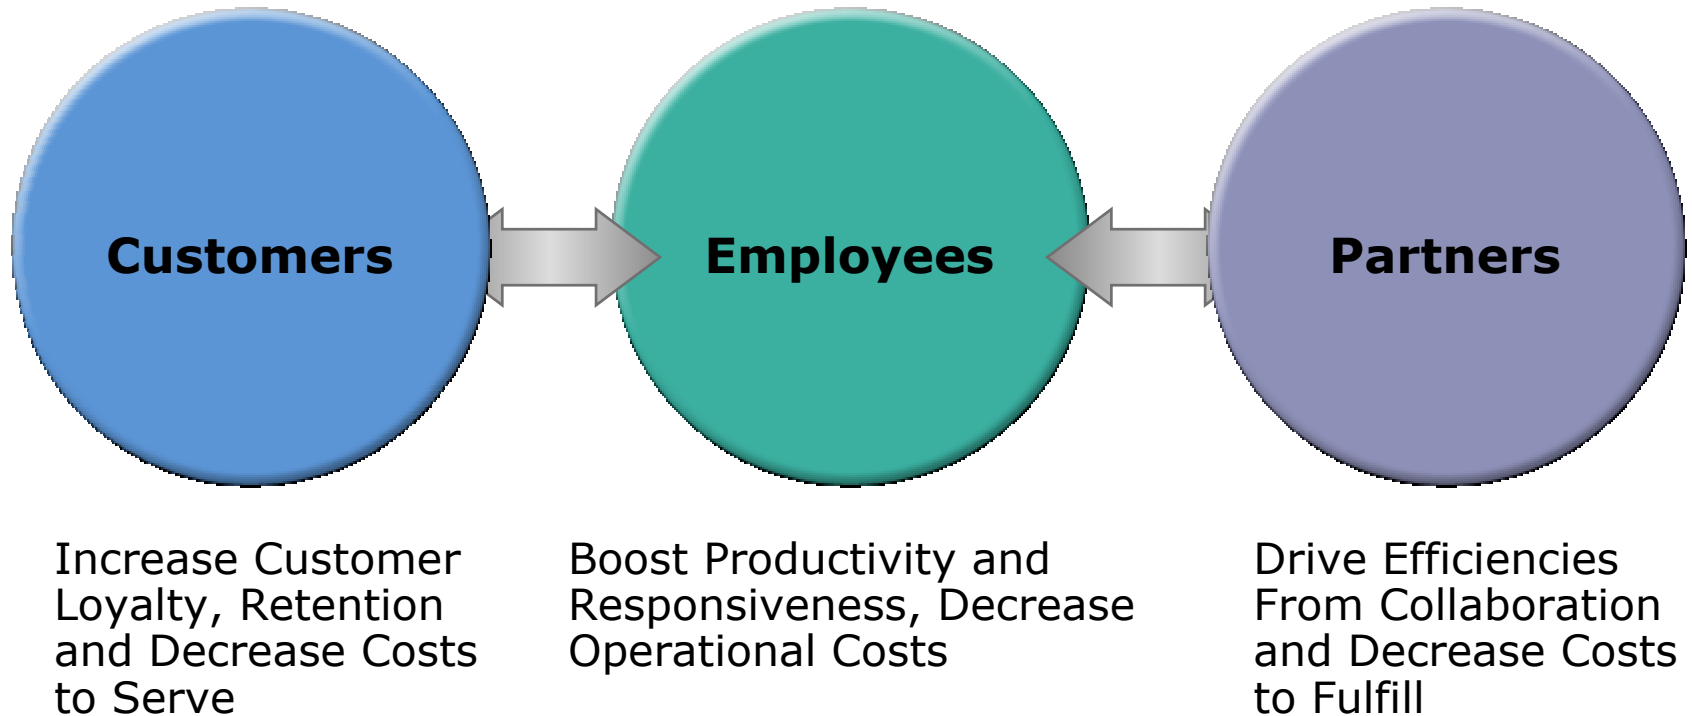 Customers
Employees
Partners
Increase Customer
Loyalty, Retention
and Decrease Costs
to Serve
Boost Productivity and
Responsiveness, Decrease
Operational Costs
Drive Efficiencies
From Collaboration
and Decrease Costs
to Fulfill